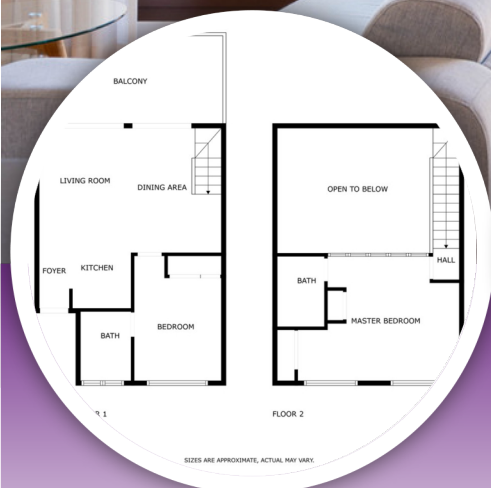 BALCONY
LIVING ROOM
DINING AREA
FOYER
KITCHEN
BATH
BEDROOM
R 1
OPEN TO BELOW
HALL
BATH
MASTER BEDROOM
FLOOR 2
SIZES ARE APPROXIMATE, ACTUAL MAY VARY.